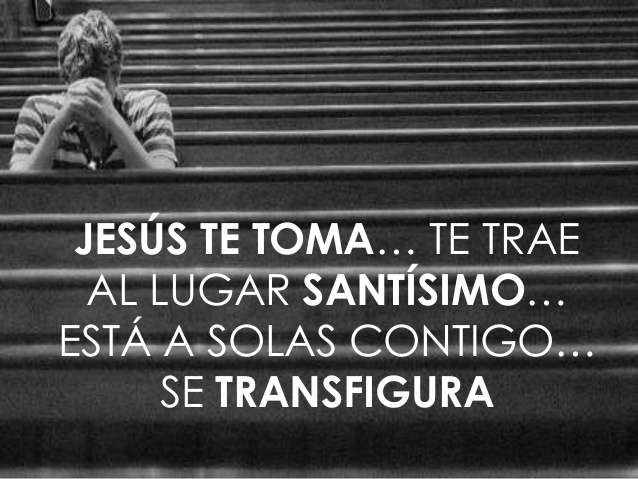 JESÚS TE TOMA… TE TRAE
AL LUGAR SANTÍSIMO…
ESTÁ A SOLAS CONTIGO…
SE TRANSFIGURA